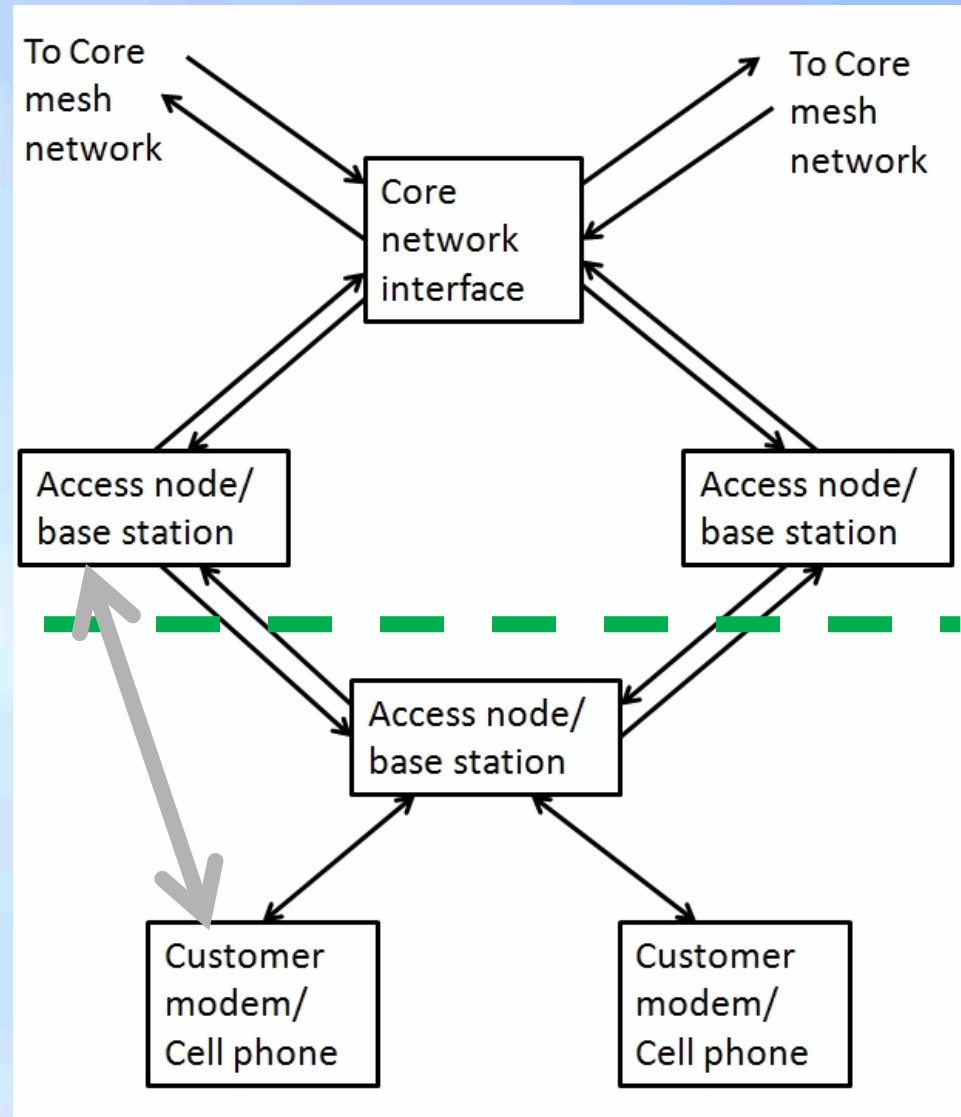 To Core
mesh
network
To Core
mesh
network
Core
network
interface
Access node/
base station
Access node/
base station
Access node/
base station
Customer
modem/
Cell phone
Customer
modem/
Cell phone